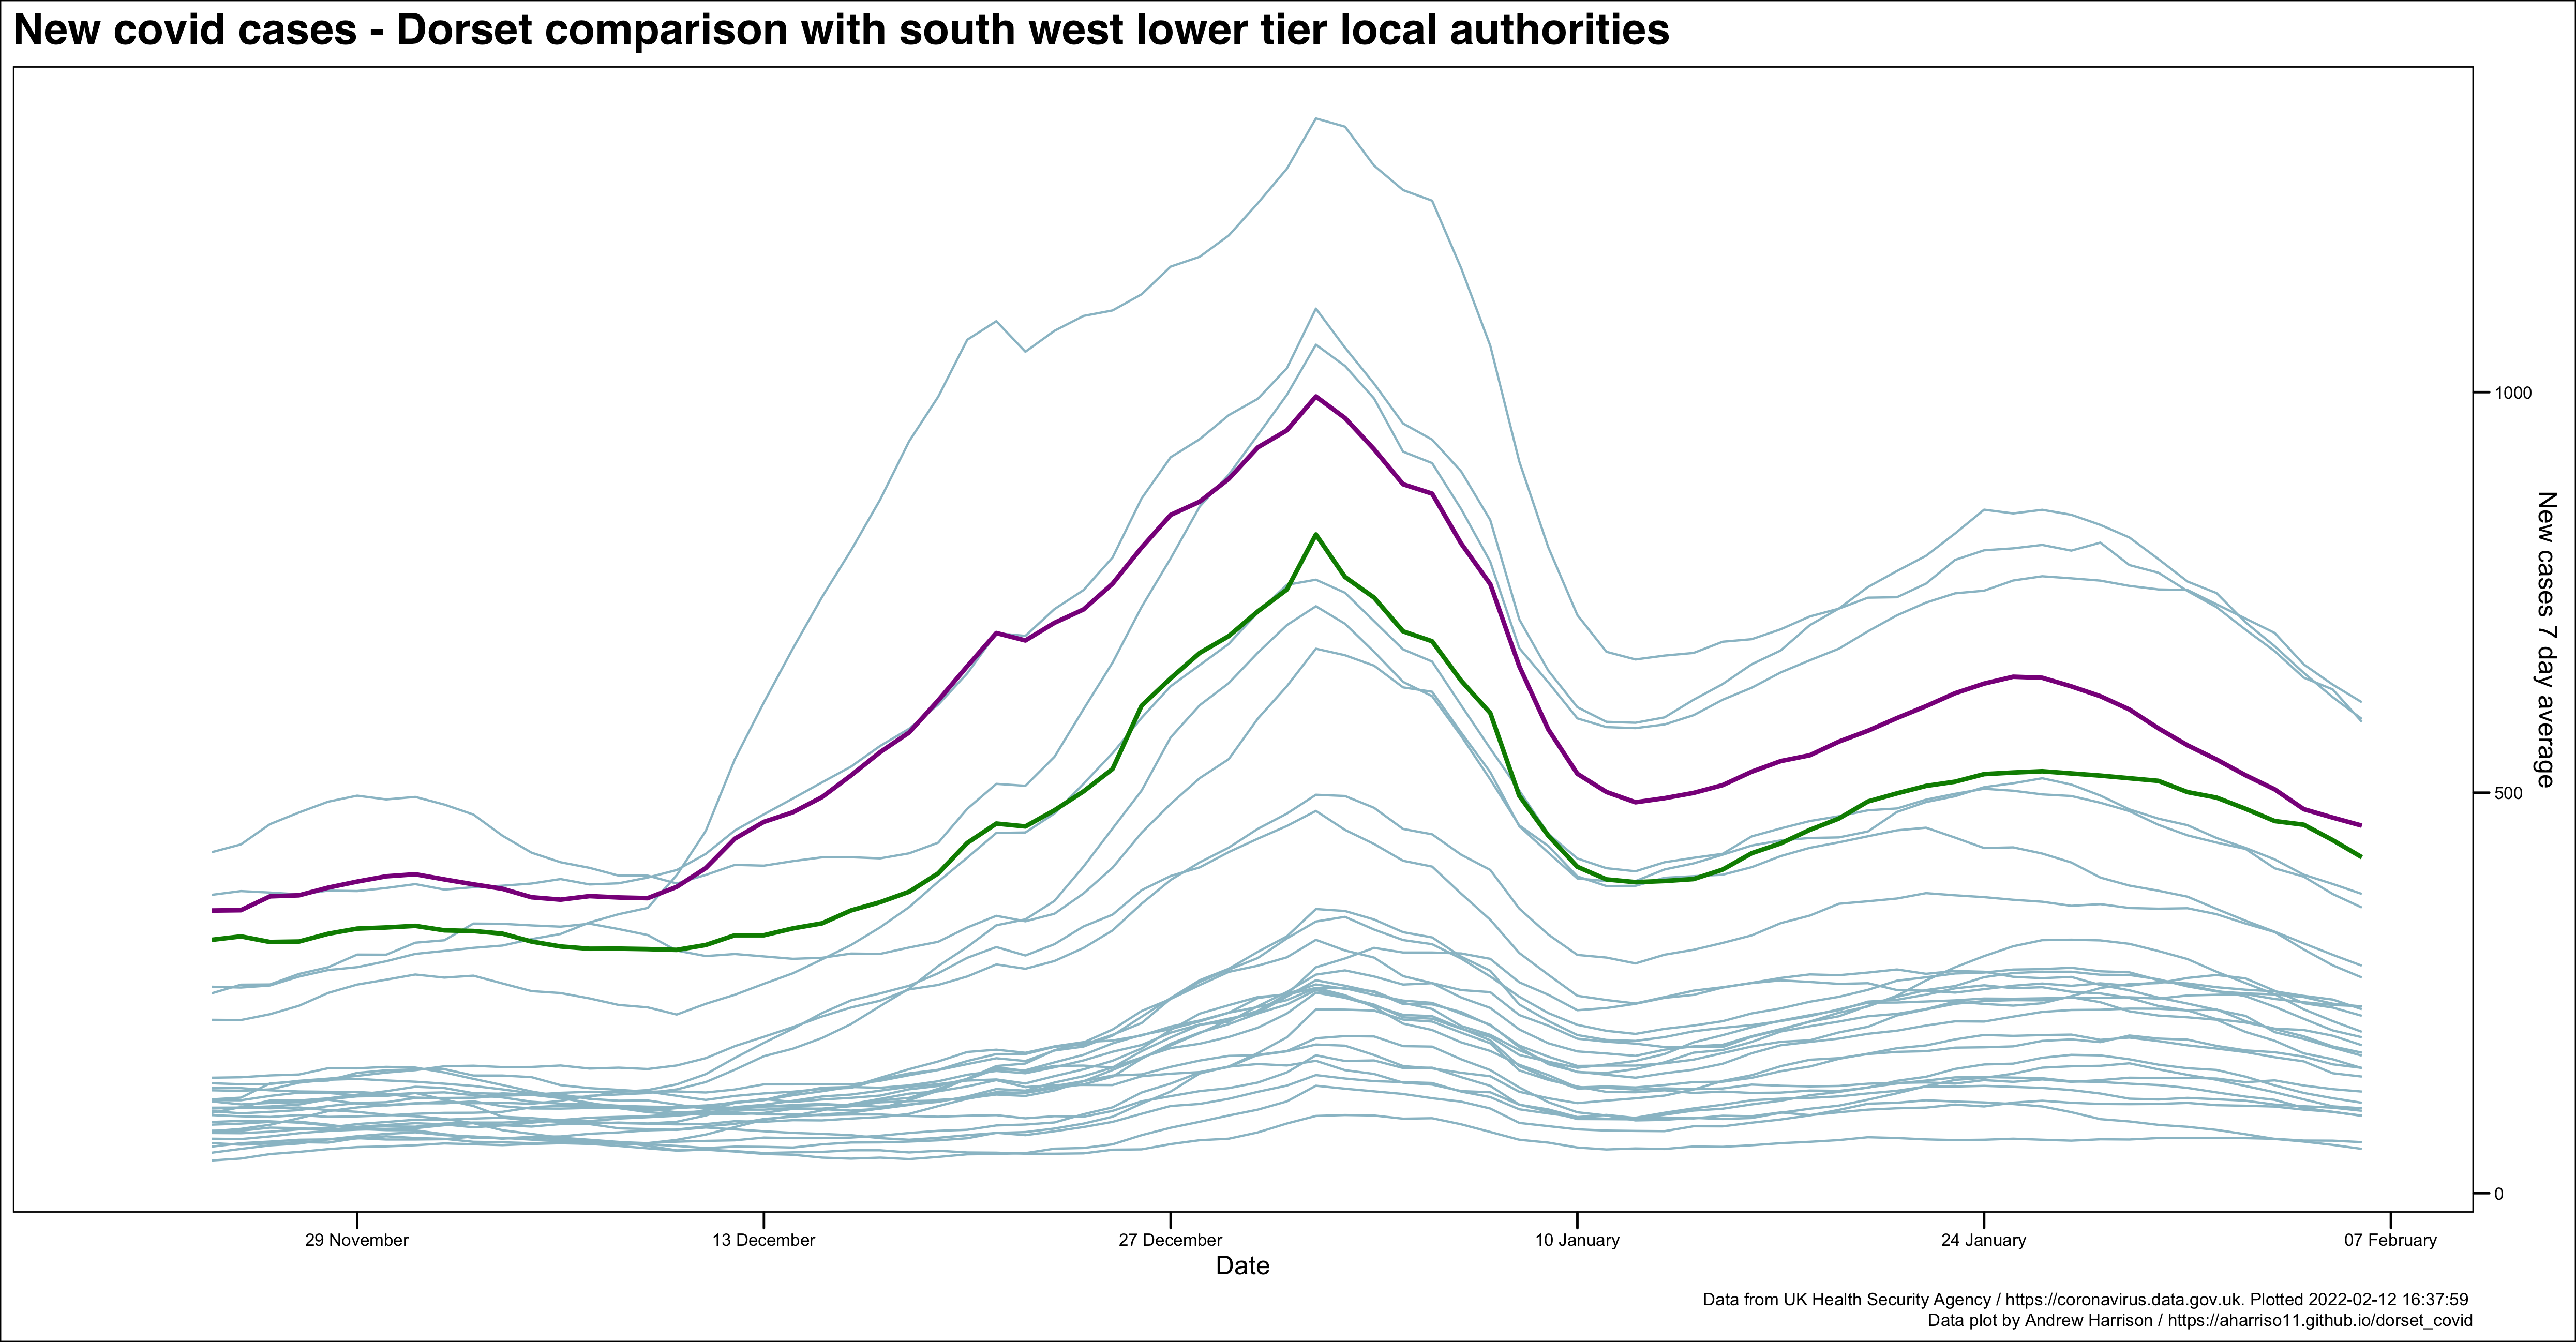 New covid cases - Dorset comparison with south west lower tier local authorities
1000
500
0
New cases 7 day average
29 November
13 December
27 December
10 January
24 January
07 February
Date
Data from UK Health Security Agency / https://coronavirus.data.gov.uk. Plotted 2022-02-12 16:37:59
Data plot by Andrew Harrison / https://aharriso11.github.io/dorset_covid